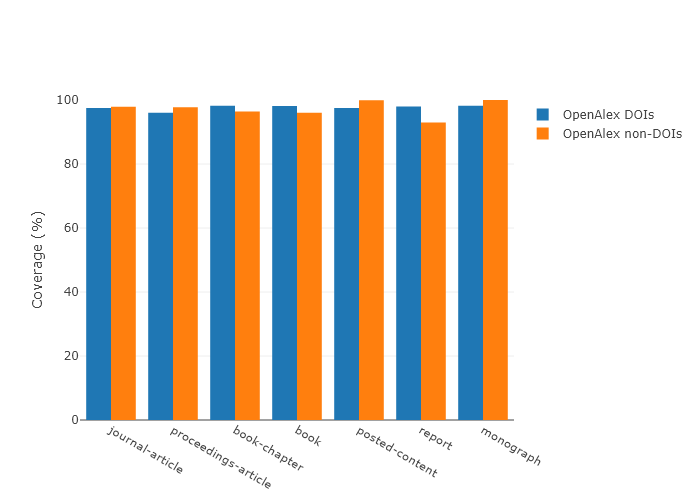 100
80
60
40
20
0
Coverage (%)
journal-article
proceedings-article
book-chapter
book
posted-content
report
monograph
OpenAlex DOIs
OpenAlex non-DOIs